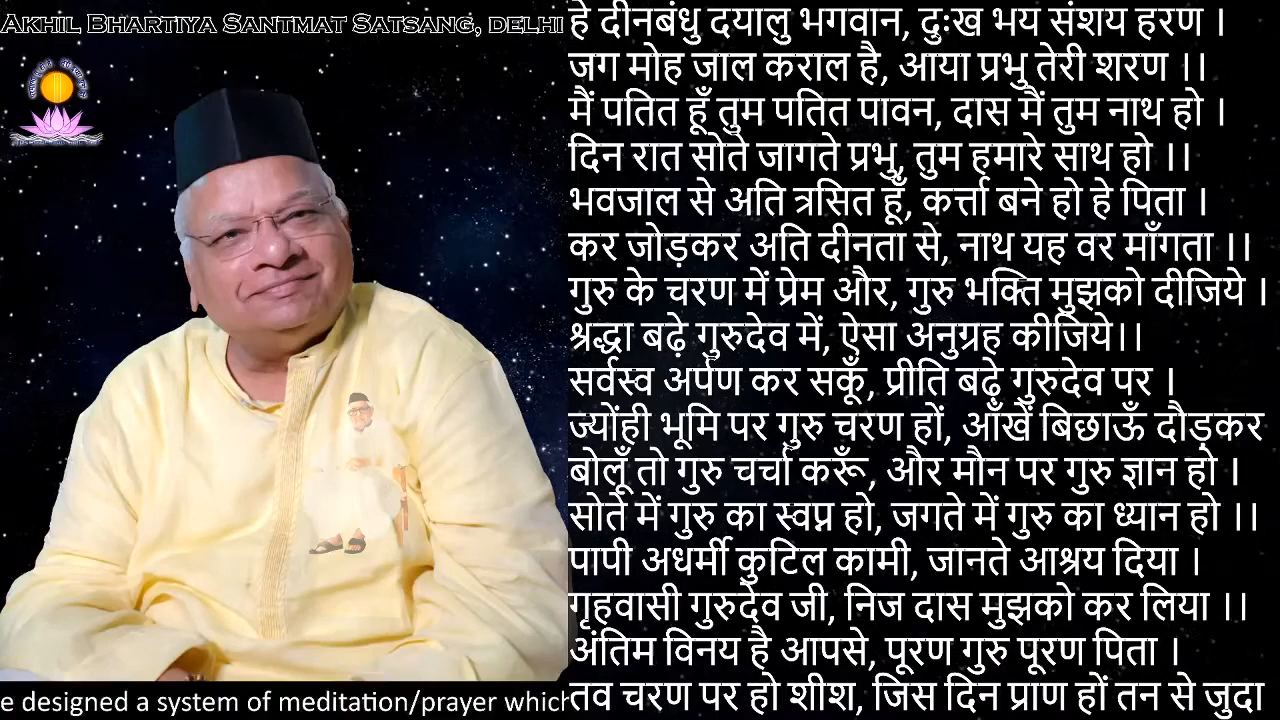 AKHIL BHARTIYA SANTMAT SATSANG, DELHI
हे दीनबंधु दयालु भगवान, दुःख भय संशय हरण ।
जग मोह जाल कराल है, आया प्रभु तेरी शरण ।।
मैं पतित हूँ तुम पतित पावन, दास मैं तुम नाथ हो ।
दिन रात सोते जागते प्रभु, तुम हमारे साथ हो ।।
भवजाल से अति त्रसित हूँ, कर्त्ता बने हो हे पिता ।
कर जोड़कर अति दीनता से, नाथ यह वर माँगता ।।
गुरु के चरण में प्रेम और, गुरु भक्ति मुझको दीजिये ।
श्रद्धा बढ़े गुरुदेव में, ऐसा अनुग्रह कीजिये।।
सर्वस्व अर्पण कर सकूँ, प्रीति बढ़े गुरुदेव पर ।
ज्योंही भूमि पर गुरु चरण हों, आँखें बिछाऊँ दौड़कर
बोलूँ तो गुरु चर्चा करूँ, और मौन पर गुरु ज्ञान हो ।
सोते में गुरु का स्वप्न हो, जगते में गुरु का ध्यान हो ।।
पापी अधर्मी कुटिल कामी, जानते आश्रय दिया ।
गृहवासी गुरुदेव जी, निज दास मुझको कर लिया ।।
अंतिम विनय है आपसे, पूरण गुरु पूरण पिता ।
तव चरण पर हो शीश, जिस दिन प्राण हों तन से जुदा
e designed a system of meditation/prayer which